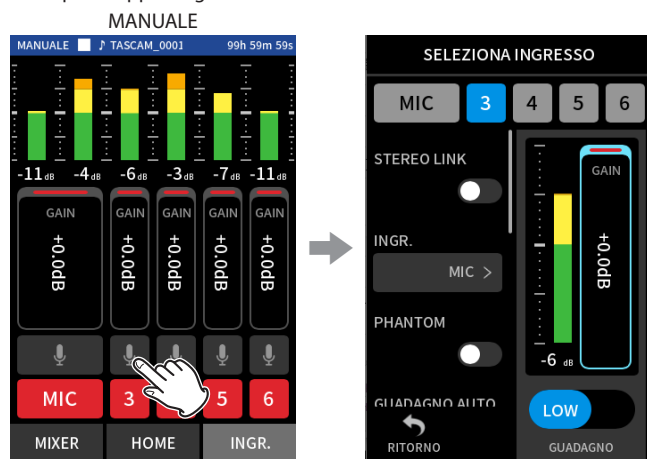 MANUALE
MANUALE ♪ TASCAM_0001 99h 59m 59s
-11 dB -4 dB -6 dB -3 dB -7 dB -11 dB
GAIN GAIN GAIN GAIN GAIN
+0.0dB +0.0dB +0.0dB +0.0dB +0.0dB
MIC 3 5 6
MIXER HOME INGR.
SELEZIONA INGRESSO
MIC 3 4 5 6
STEREO LINK
GAIN
+0.0dB
INGR.
MIC >
PHANTOM
-6 dB
GUADAGNO AUTO
LOW
RITORNO
GUADAGNO